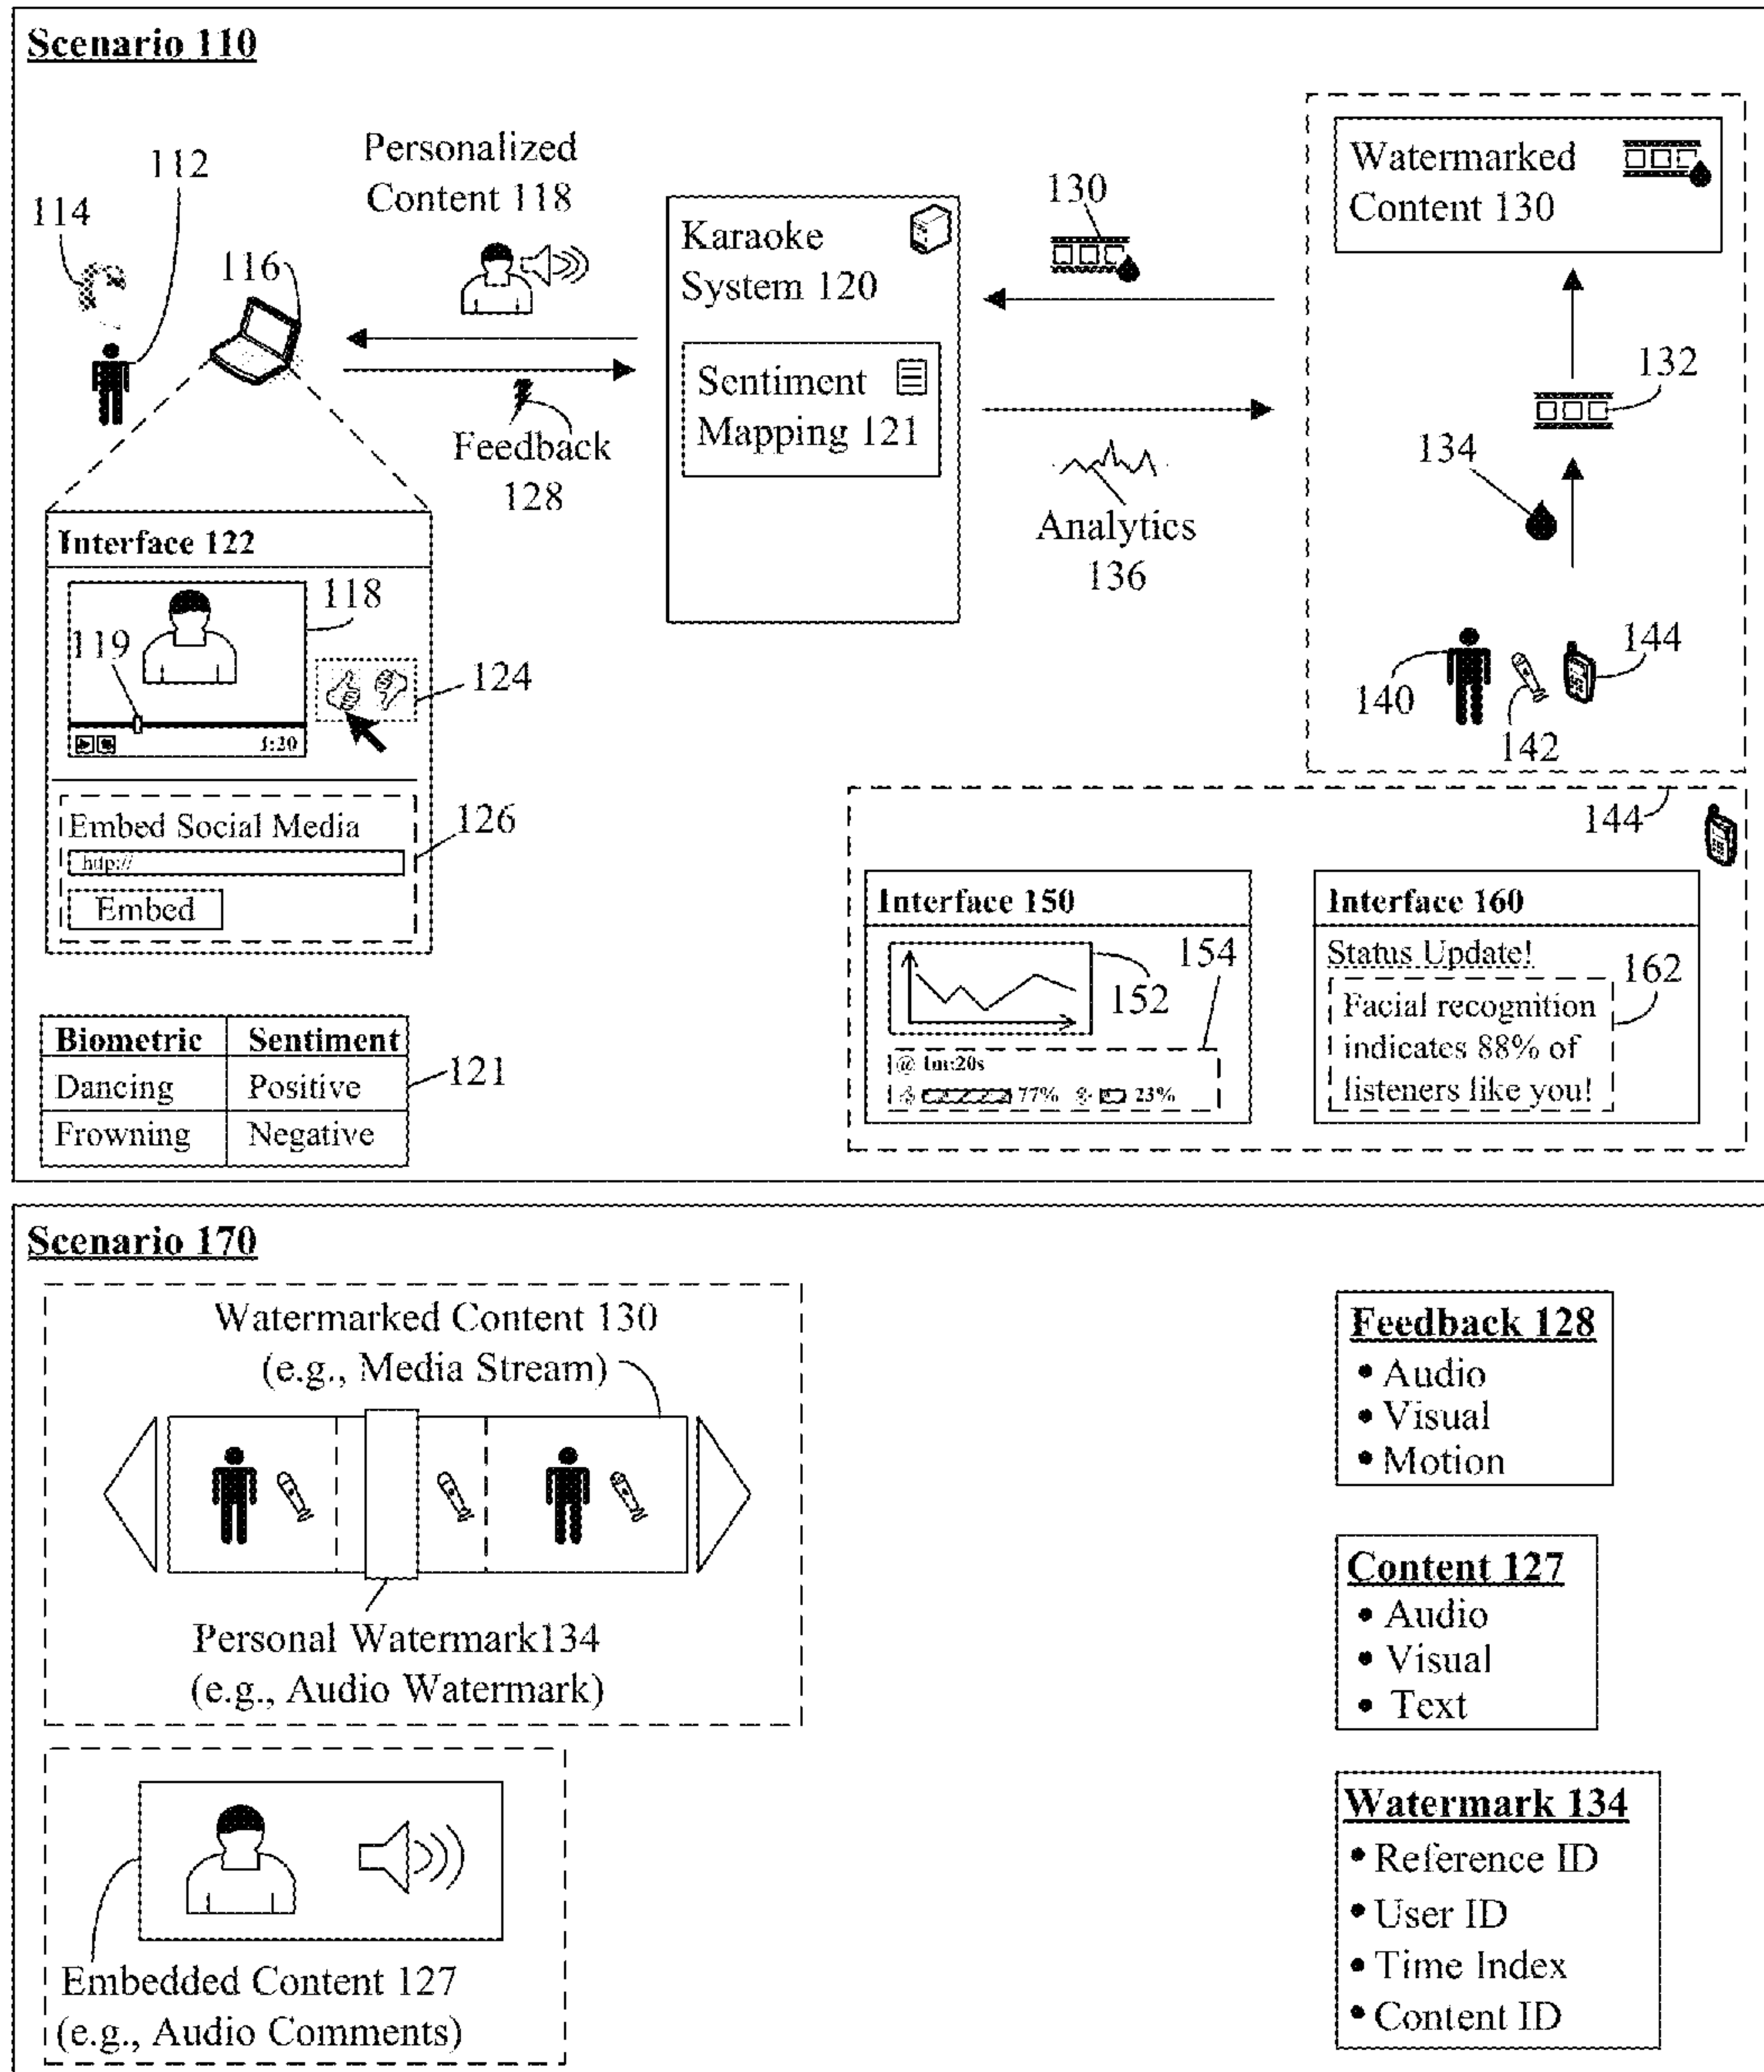 Scenario 110
112
114
116
Personalized
Content 118
Feedback
128
Karaoke
System 120
Sentiment
Mapping 121
130
Analytics
136
Watermarked
Content 130
132
134
140
142
144
Interface 122
118
119
1:20
124
Embed Social Media
http://
Embed
126
144
Interface 150
152
154
@ 1m:20s
77% 23%
Interface 160
Status Update!
Facial recognition
indicates 88% of
listeners like you!
162
Biometric Sentiment
Dancing Positive
Frowning Negative
121
Scenario 170
Watermarked Content 130
(e.g., Media Stream)
Personal Watermark134
(e.g., Audio Watermark)
Embedded Content 127
(e.g., Audio Comments)
Feedback 128
• Audio
• Visual
• Motion
Content 127
• Audio
• Visual
• Text
Watermark 134
• Reference ID
• User ID
• Time Index
• Content ID